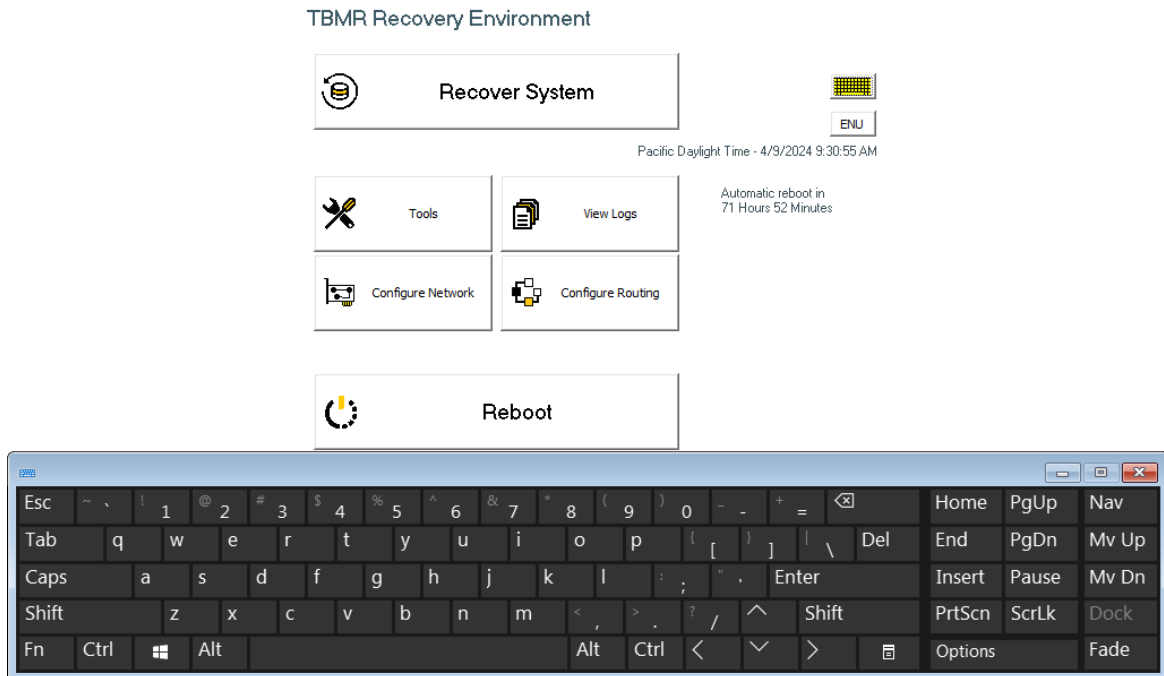 TBMR Recovery Environment
Recover System
ENU
Pacific Daylight Time - 4/9/2024 9:30:55 AM
Automatic reboot in
71 Hours 52 Minutes
Tools
View Logs
Configure Network
Configure Routing
Reboot
Esc ~ ` ! 1 @ 2 # 3 $ 4 % 5 ^ 6 & 7 * 8 ( 9 ) 0 _ - + = Home PgUp Nav
Tab q w e r t y u i o p { [ } ] | \ Del End PgDn Mv Up
Caps a s d f g h j k l : ; " ' Enter Insert Pause Mv Dn
Shift z x c v b n m < , > . ? / Shift PrtScn ScrLk Dock
Fn Ctrl Alt Alt Ctrl Options Fade